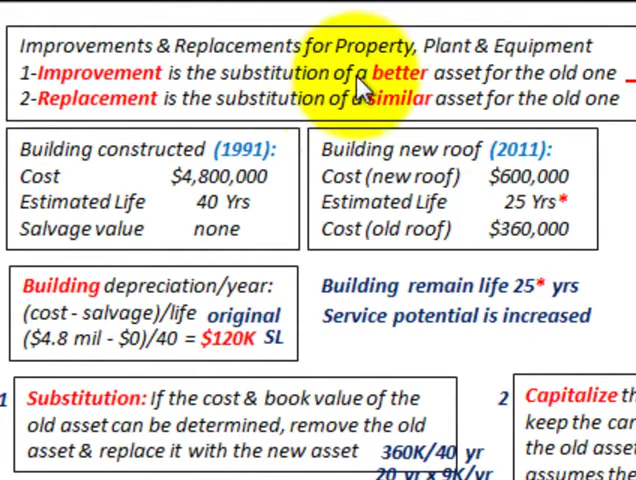 Improvements & Replacements for Property, Plant & Equipment
1-Improvement is the substitution of a better asset for the old one
2-Replacement is the substitution of a similar asset for the old one
Building constructed (1991):
Cost $4,800,000
Estimated Life 40 Yrs
Salvage value none
Building new roof (2011):
Cost (new roof) $600,000
Estimated Life 25 Yrs*
Cost (old roof) $360,000
Building depreciation/year:
(cost - salvage)/life original
($4.8 mil - $0)/40 = $120K SL
Building remain life 25* yrs
Service potential is increased
1 Substitution: If the cost & book value of the
old asset can be determined, remove the old
asset & replace it with the new asset 360K/40 yr
20 yr x 9K/yr
2 Capitalize th
keep the car
the old asset
assumes the